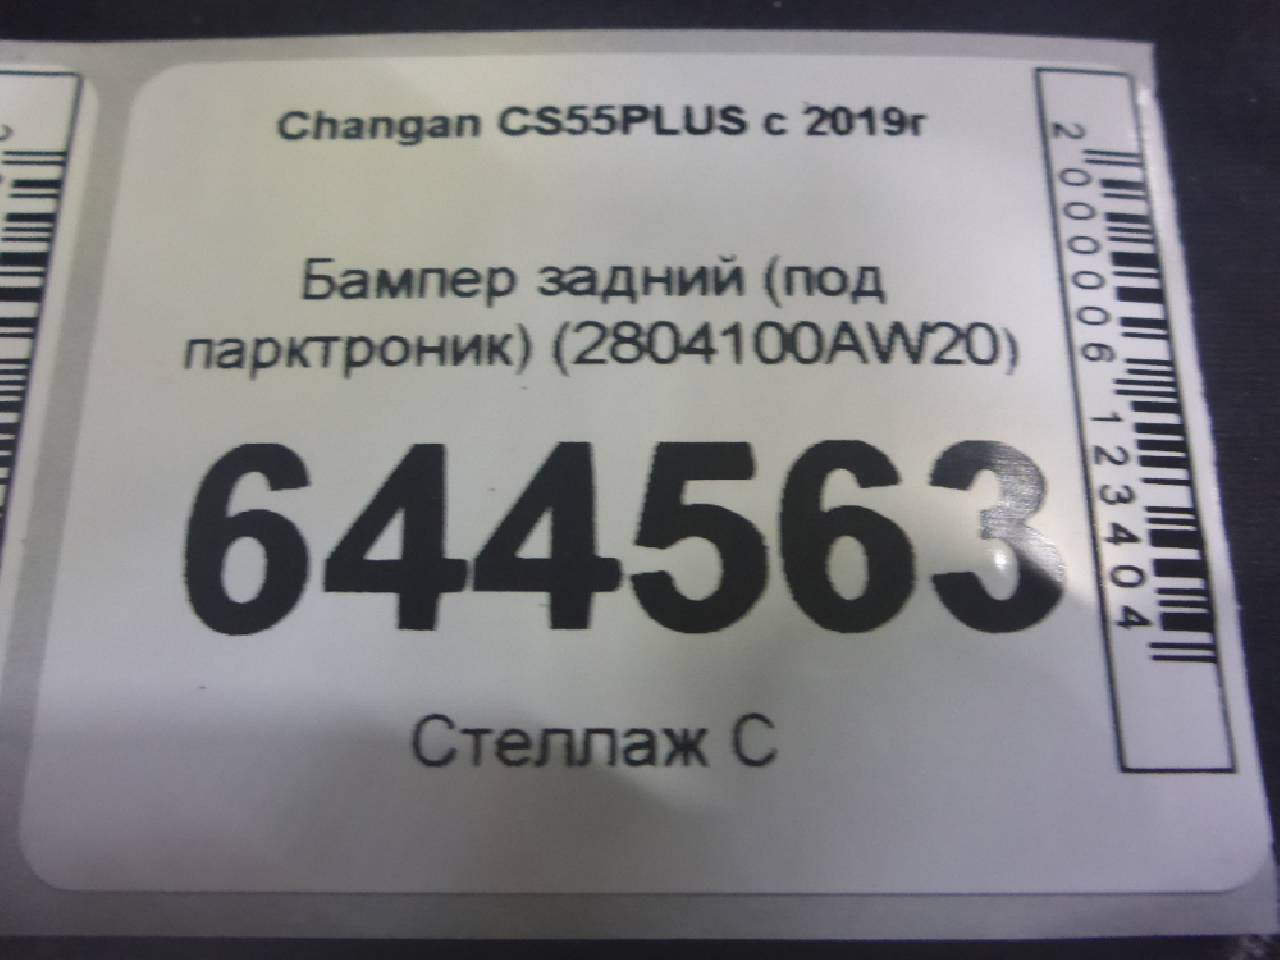 Changan CS55PLUS с 2019г
Бампер задний (под
парктроник) (2804100AW20)
644563
Стеллаж С
2000006123404